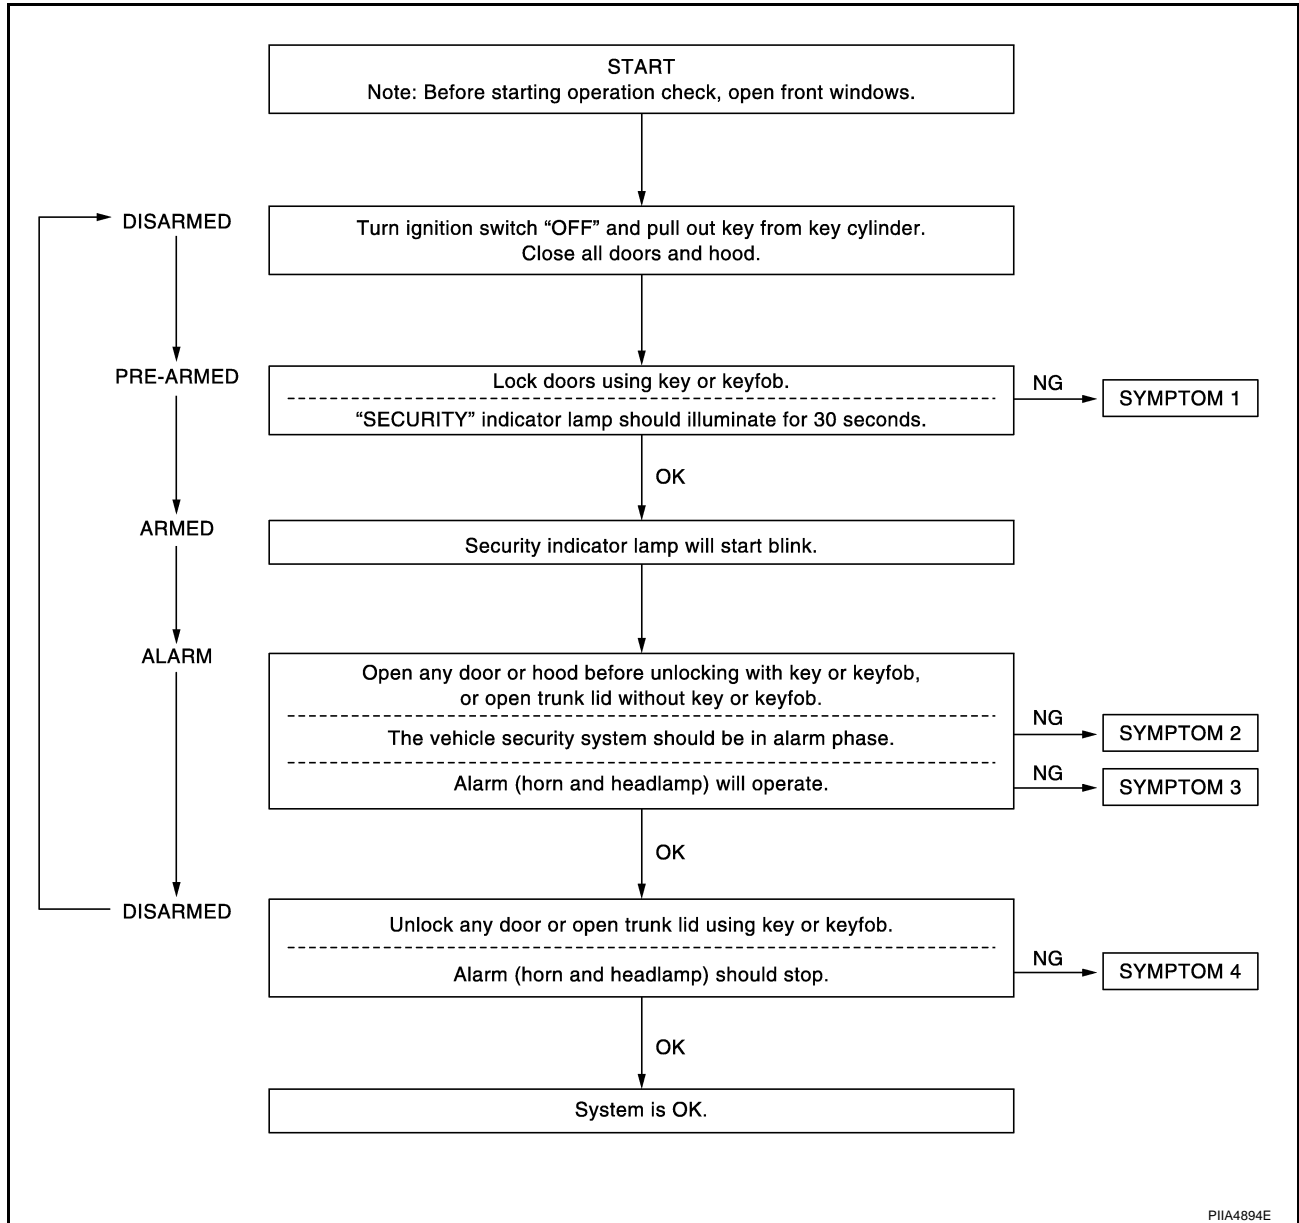 START
Note: Before starting operation check, open front windows.
DISARMED
Turn ignition switch “OFF” and pull out key from key cylinder.
Close all doors and hood.
PRE-ARMED
Lock doors using key or keyfob.
“SECURITY” indicator lamp should illuminate for 30 seconds.
NG
SYMPTOM 1
OK
ARMED
Security indicator lamp will start blink.
ALARM
Open any door or hood before unlocking with key or keyfob,
or open trunk lid without key or keyfob.
The vehicle security system should be in alarm phase.
NG
SYMPTOM 2
Alarm (horn and headlamp) will operate.
NG
SYMPTOM 3
OK
DISARMED
Unlock any door or open trunk lid using key or keyfob.
Alarm (horn and headlamp) should stop.
NG
SYMPTOM 4
OK
System is OK.
PIIA4894E